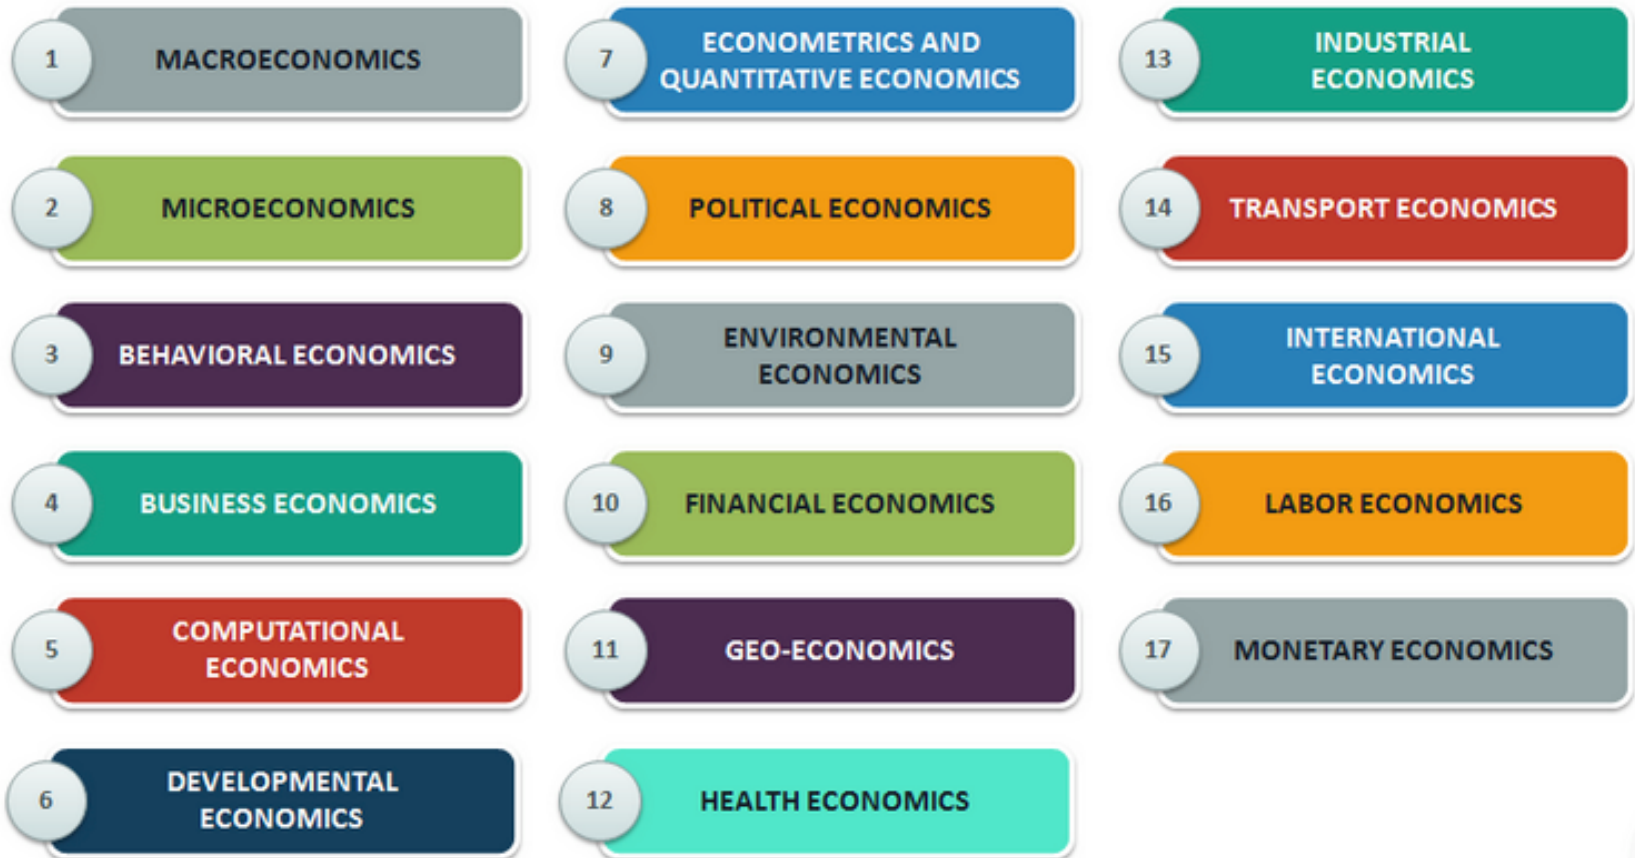 1
MACROECONOMICS
2
MICROECONOMICS
3
BEHAVIORAL ECONOMICS
4
BUSINESS ECONOMICS
5
COMPUTATIONAL
ECONOMICS
6
DEVELOPMENTAL
ECONOMICS
7
ECONOMETRICS AND
QUANTITATIVE ECONOMICS
8
POLITICAL ECONOMICS
9
ENVIRONMENTAL
ECONOMICS
10
FINANCIAL ECONOMICS
11
GEO-ECONOMICS
12
HEALTH ECONOMICS
13
INDUSTRIAL
ECONOMICS
14
TRANSPORT ECONOMICS
15
INTERNATIONAL
ECONOMICS
16
LABOR ECONOMICS
17
MONETARY ECONOMICS